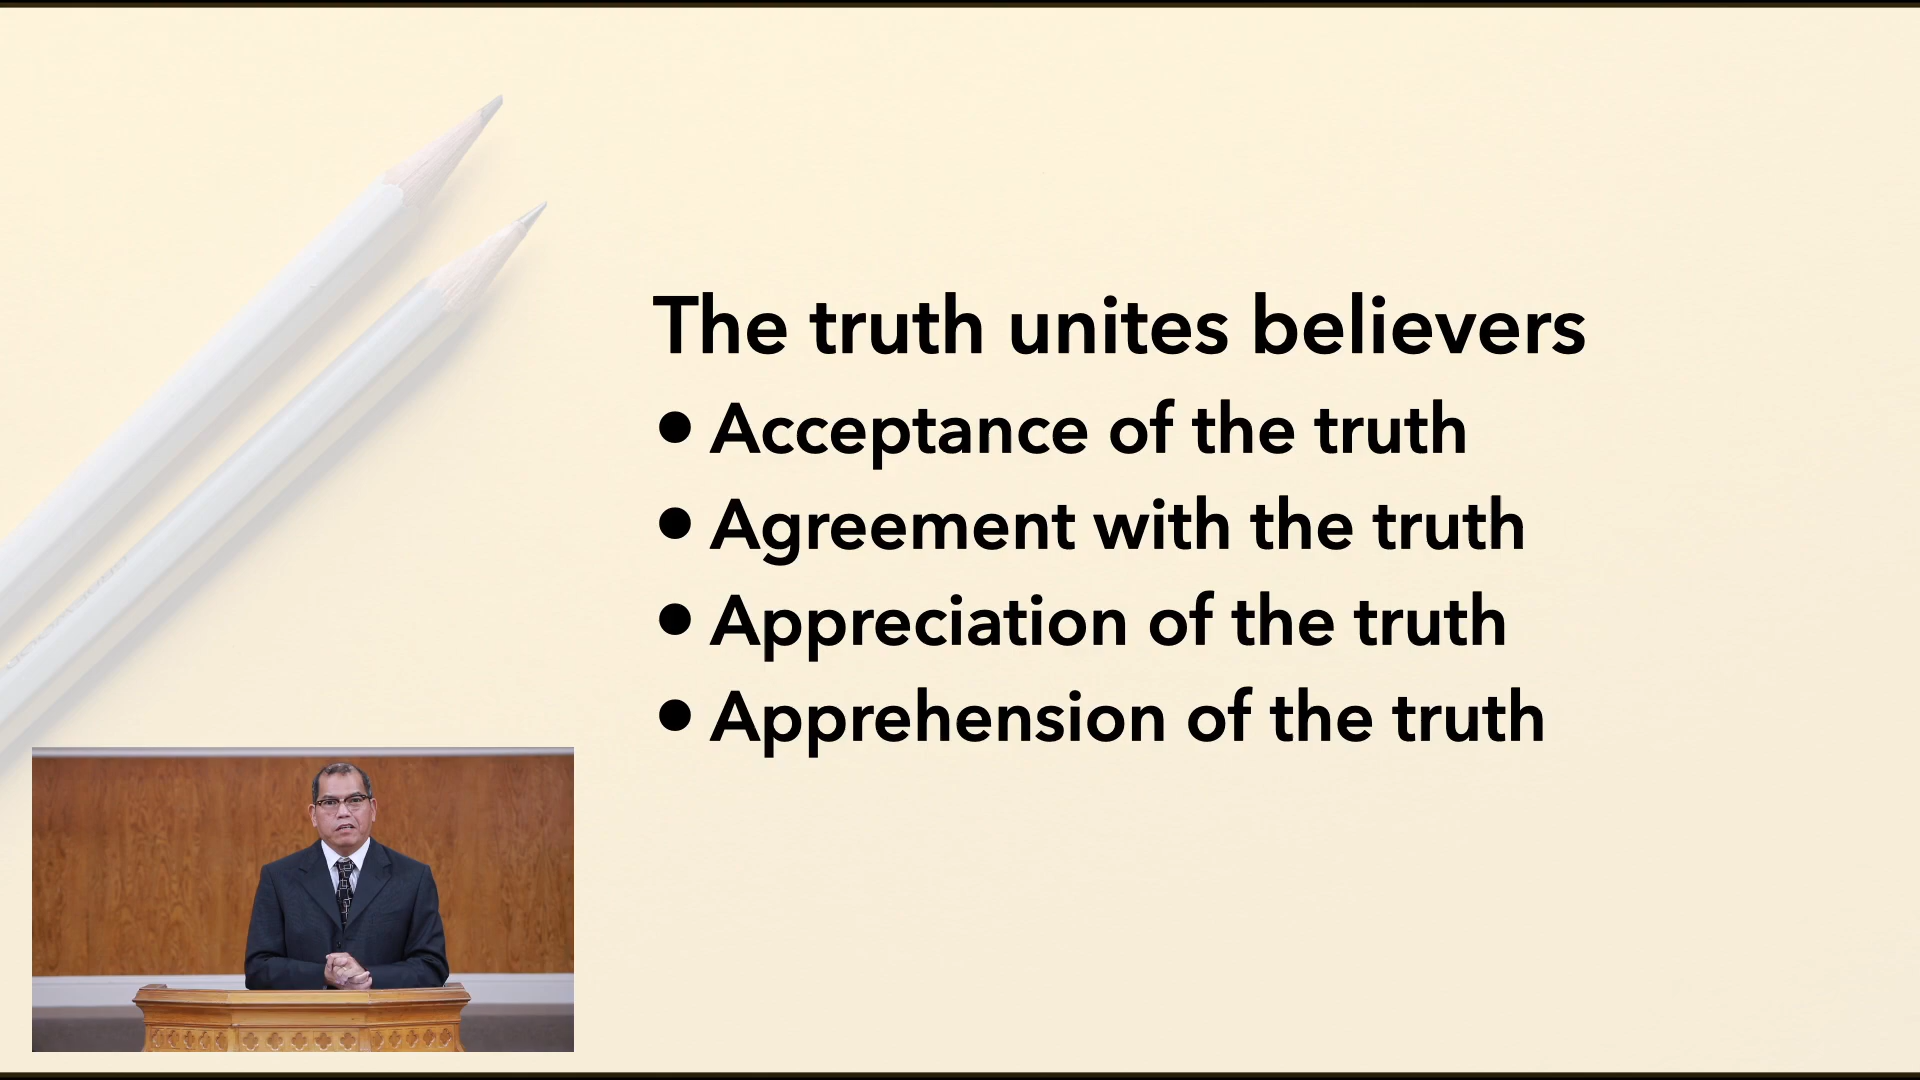 The truth unites believers
• Acceptance of the truth
• Agreement with the truth
• Appreciation of the truth
• Apprehension of the truth